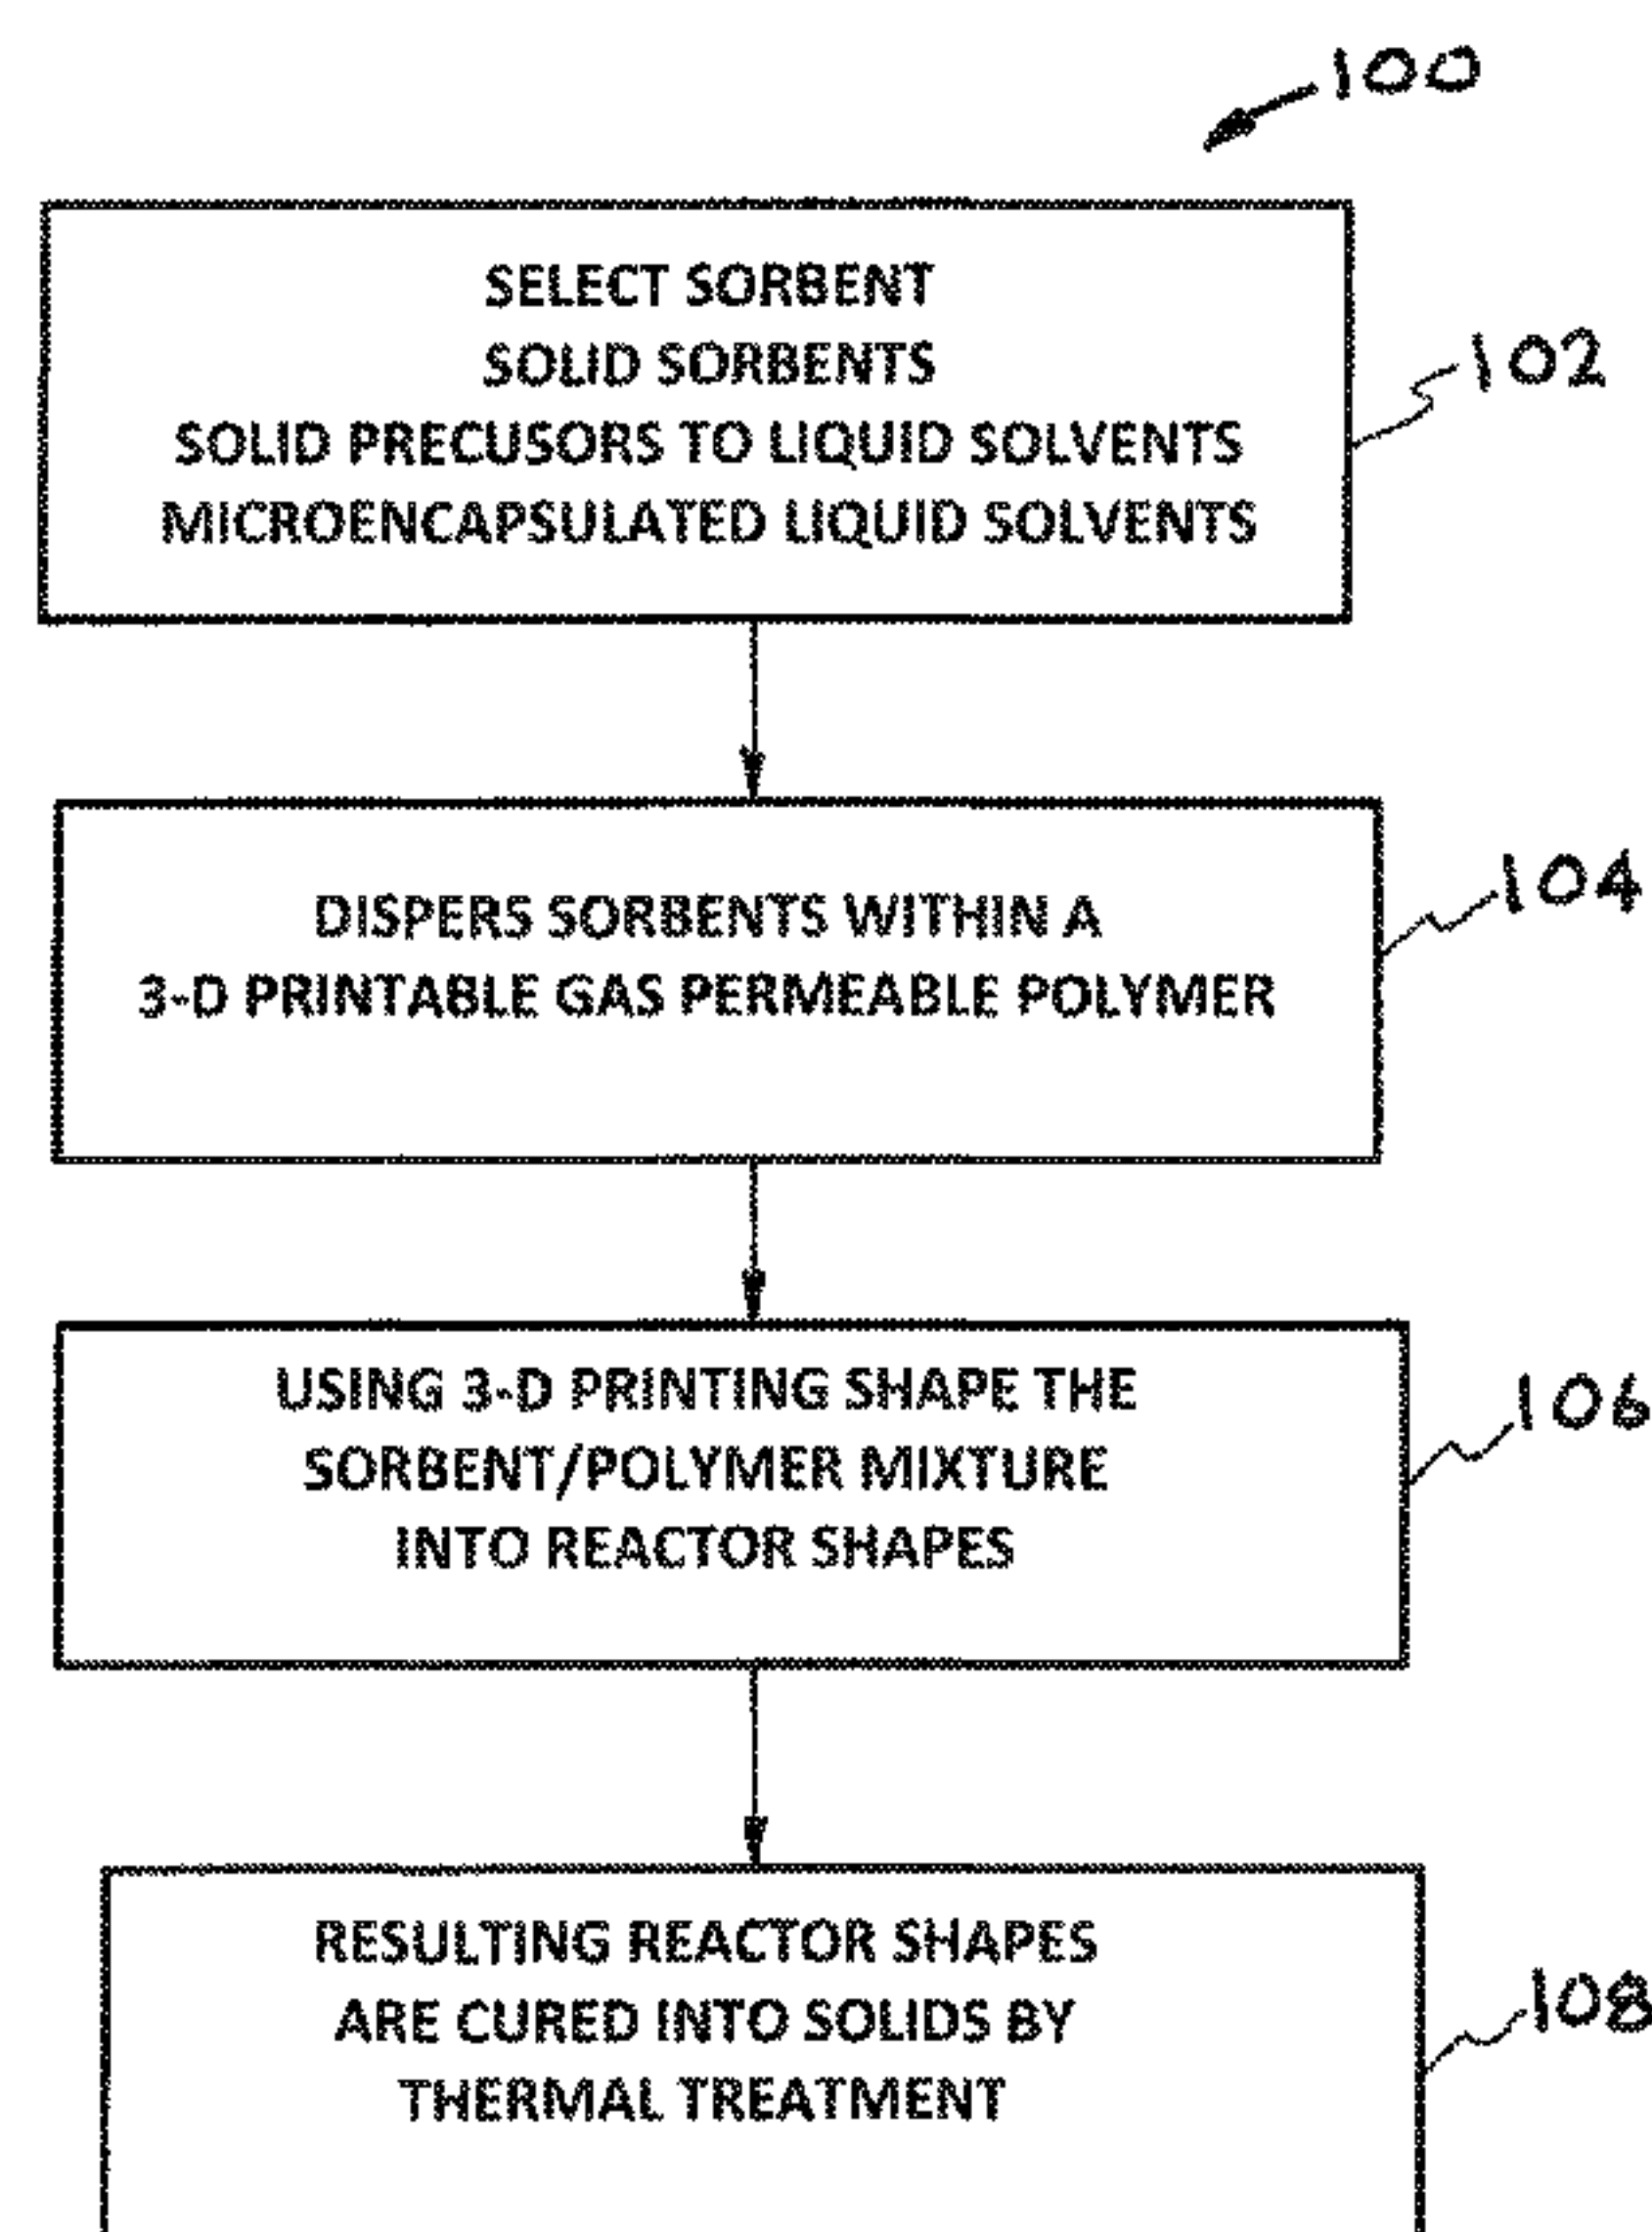 100
SELECT SORBENT
SOLID SORBENTS
SOLID PRECUSORS TO LIQUID SOLVENTS
MICROENCAPSULATED LIQUID SOLVENTS
102
DISPERS SORBENTS WITHIN A
3-D PRINTABLE GAS PERMEABLE POLYMER
104
USING 3-D PRINTING SHAPE THE
SORBENT/POLYMER MIXTURE
INTO REACTOR SHAPES
106
RESULTING REACTOR SHAPES
ARE CURED INTO SOLIDS BY
THERMAL TREATMENT
108